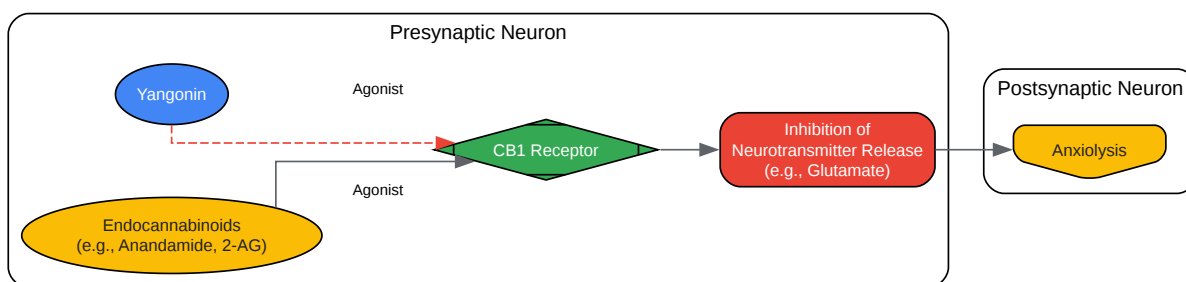 Presynaptic Neuron
Yangonin
Agonist
CB1 Receptor
Agonist
Endocannabinoids
(e.g., Anandamide, 2-AG)
Inhibition of
Neurotransmitter Release
(e.g., Glutamate)
Postsynaptic Neuron
Anxiolysis